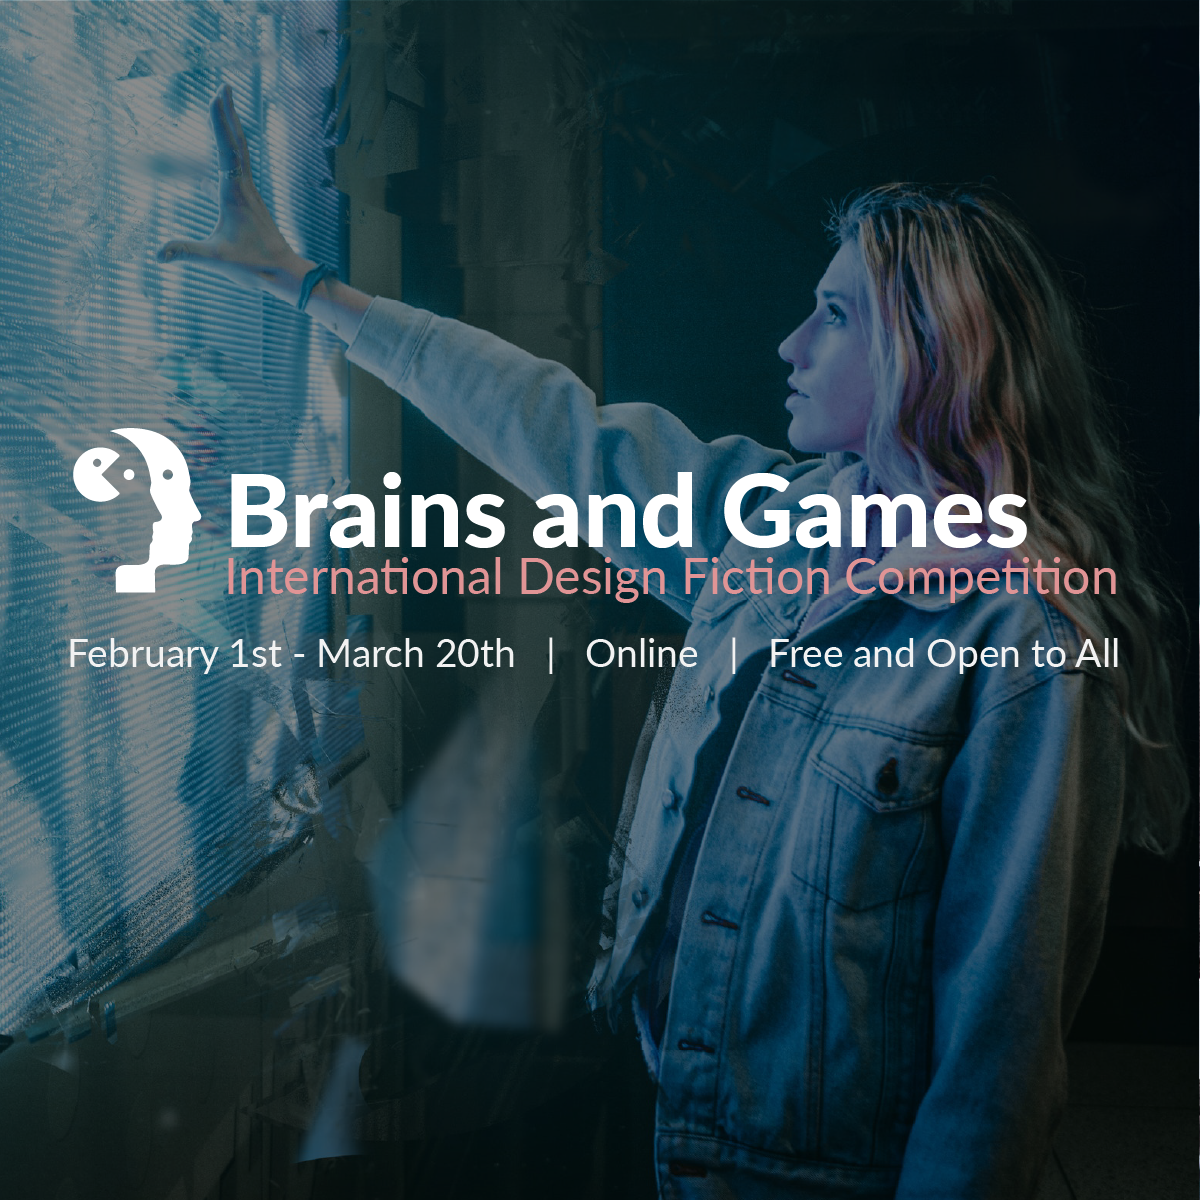 Brains and Games
International Design Fiction Competition
February 1st - March 20th | Online | Free and Open to All